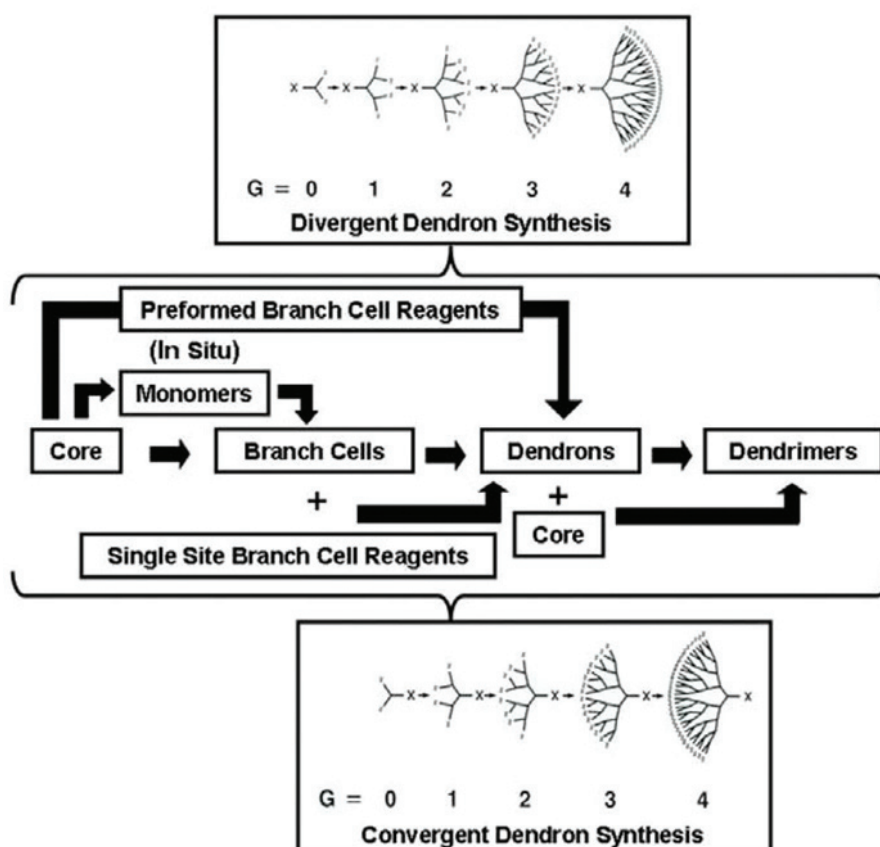 X X X X X
G = 0 1 2 3 4
Divergent Dendron Synthesis
Preformed Branch Cell Reagents
(In Situ)
Monomers
Core Branch Cells Dendrons Dendrimers
+ +
Core
Single Site Branch Cell Reagents
X X X X X
G = 0 1 2 3 4
Convergent Dendron Synthesis